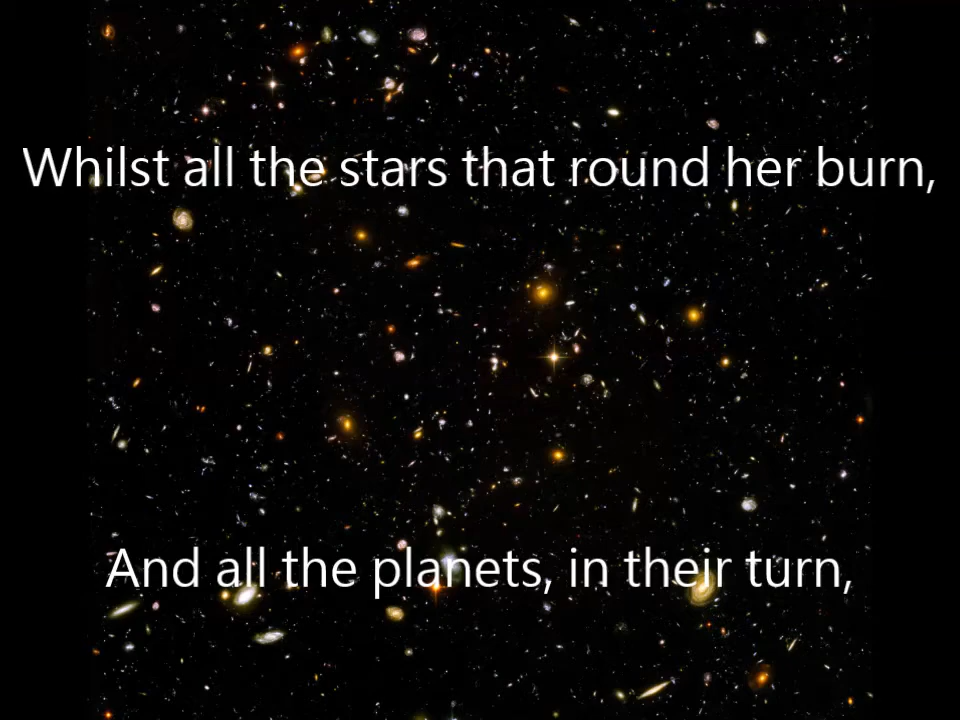 Whilst all the stars that round her burn,
And all the planets, in their turn,